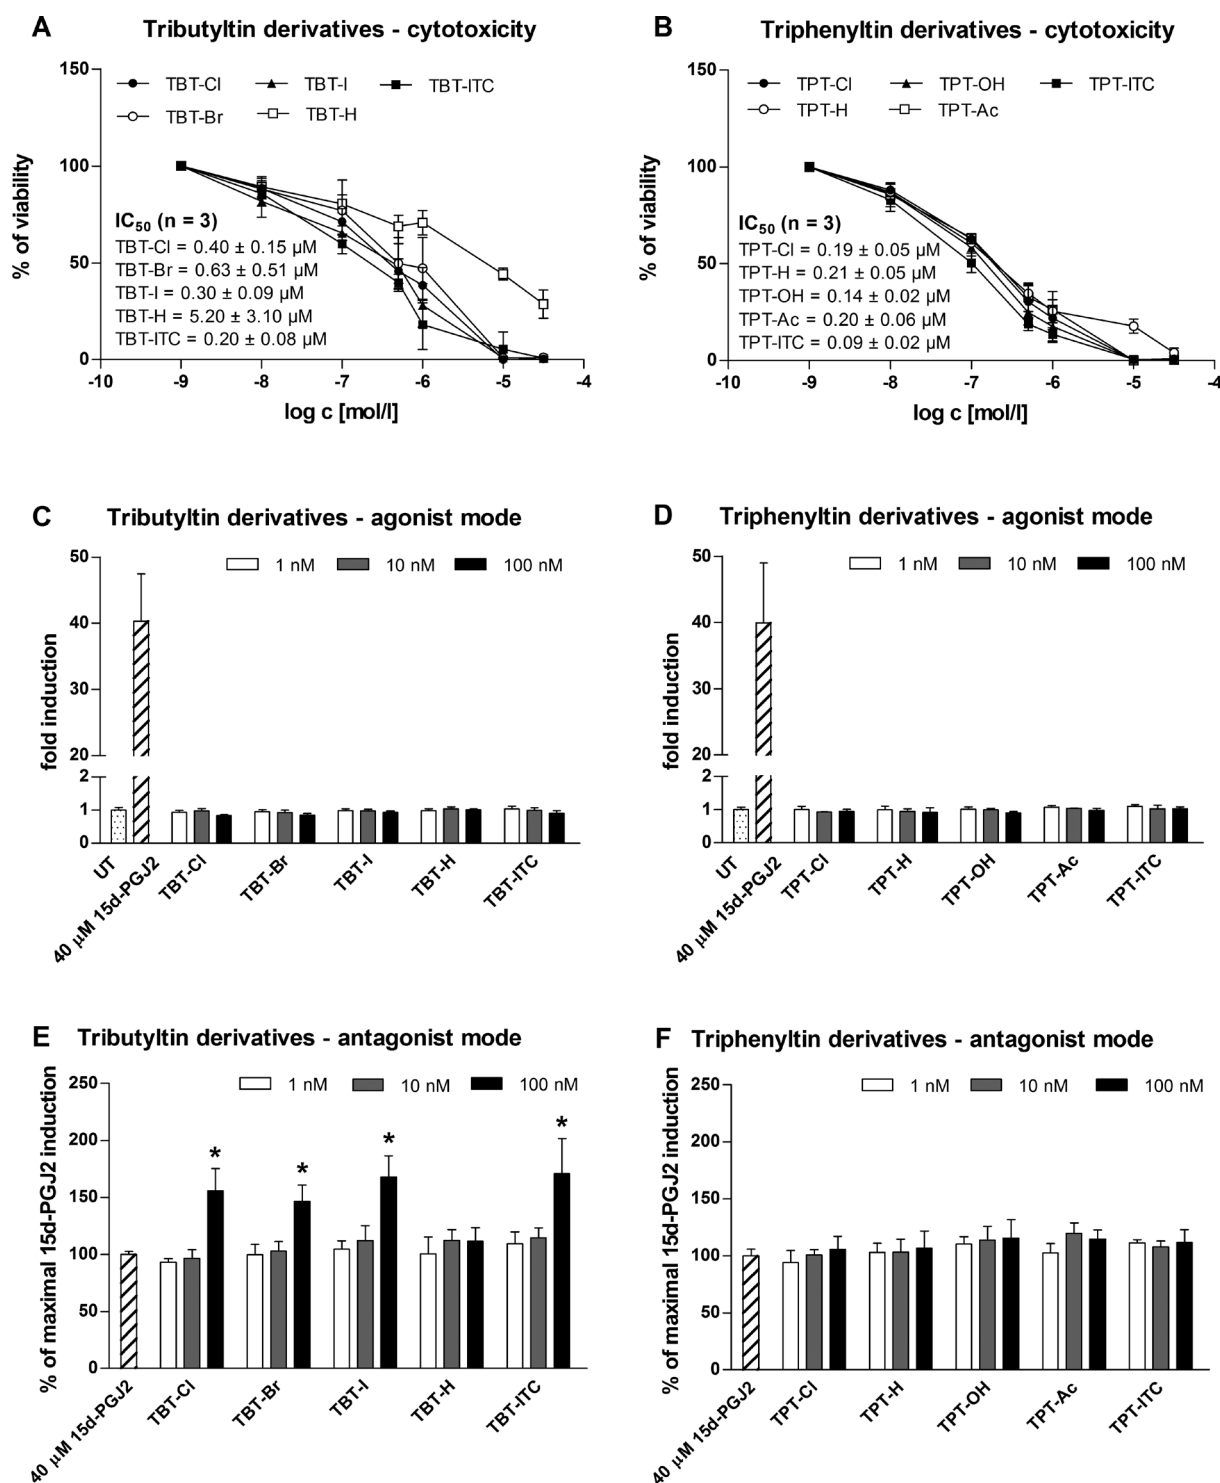 A Tributyltin derivatives - cytotoxicity
150
100
50
0
% of viability
TBT-Cl TBT-I TBT-ITC
TBT-Br TBT-H
IC50 (n = 3)
TBT-Cl = 0.40 ± 0.15 µM
TBT-Br = 0.63 ± 0.51 µM
TBT-I = 0.30 ± 0.09 µM
TBT-H = 5.20 ± 3.10 µM
TBT-ITC = 0.20 ± 0.08 µM
-10 -9 -8 -7 -6 -5 -4
log c [mol/l]
B Triphenyltin derivatives - cytotoxicity
150
100
50
0
% of viability
TPT-Cl TPT-OH TPT-ITC
TPT-H TPT-Ac
IC50 (n = 3)
TPT-Cl = 0.19 ± 0.05 µM
TPT-H = 0.21 ± 0.05 µM
TPT-OH = 0.14 ± 0.02 µM
TPT-Ac = 0.20 ± 0.06 µM
TPT-ITC = 0.09 ± 0.02 µM
-10 -9 -8 -7 -6 -5 -4
log c [mol/l]
C Tributyltin derivatives - agonist mode
1 nM 10 nM 100 nM
50
40
30
20
2
1
0
fold induction
UT
40 µM 15d-PGJ2
TBT-Cl
TBT-Br
TBT-I
TBT-H
TBT-ITC
D Triphenyltin derivatives - agonist mode
1 nM 10 nM 100 nM
50
40
30
20
2
1
0
fold induction
UT
40 µM 15d-PGJ2
TPT-Cl
TPT-H
TPT-OH
TPT-Ac
TPT-ITC
E Tributyltin derivatives - antagonist mode
1 nM 10 nM 100 nM
250
200
150
100
50
0
% of maximal 15d-PGJ2 induction
* * * *
40 µM 15d-PGJ2
TBT-Cl
TBT-Br
TBT-I
TBT-H
TBT-ITC
F Triphenyltin derivatives - antagonist mode
1 nM 10 nM 100 nM
250
200
150
100
50
0
% of maximal 15d-PGJ2 induction
40 µM 15d-PGJ2
TPT-Cl
TPT-H
TPT-OH
TPT-Ac
TPT-ITC